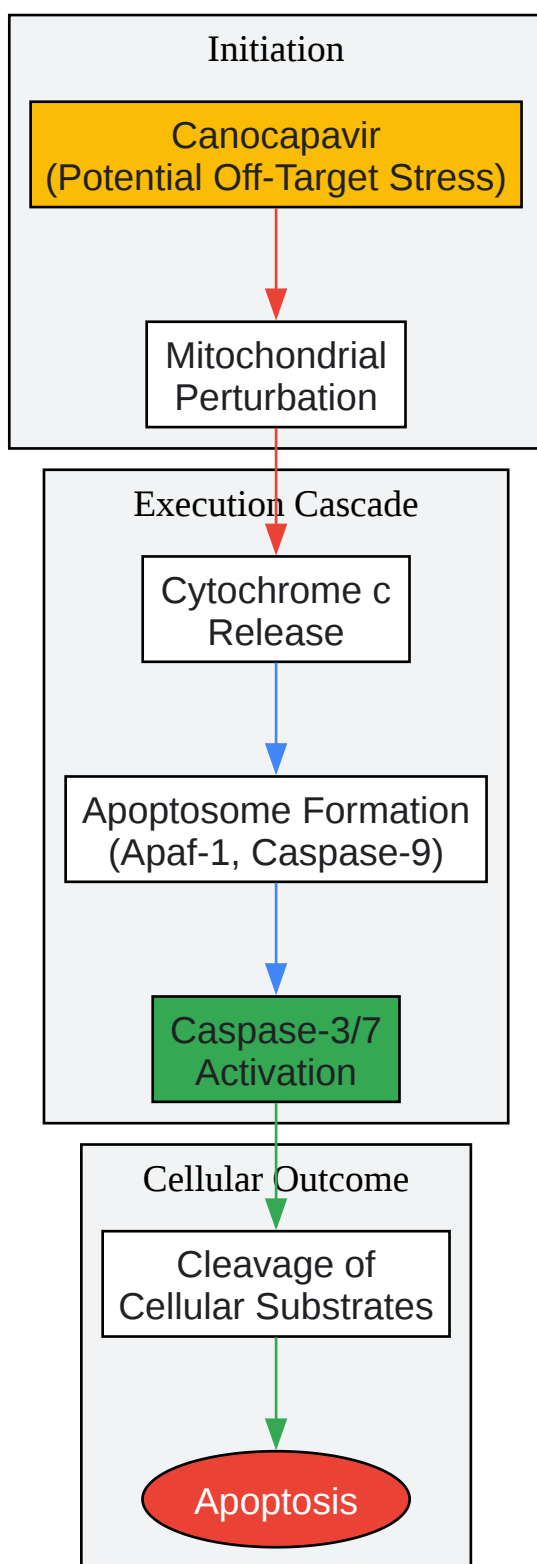 Initiation
Canocapavir
(Potential Off-Target Stress)
Mitochondrial
Perturbation
Execution Cascade
Cytochrome c
Release
Apoptosome Formation
(Apaf-1, Caspase-9)
Caspase-3/7
Activation
Cellular Outcome
Cleavage of
Cellular Substrates
Apoptosis